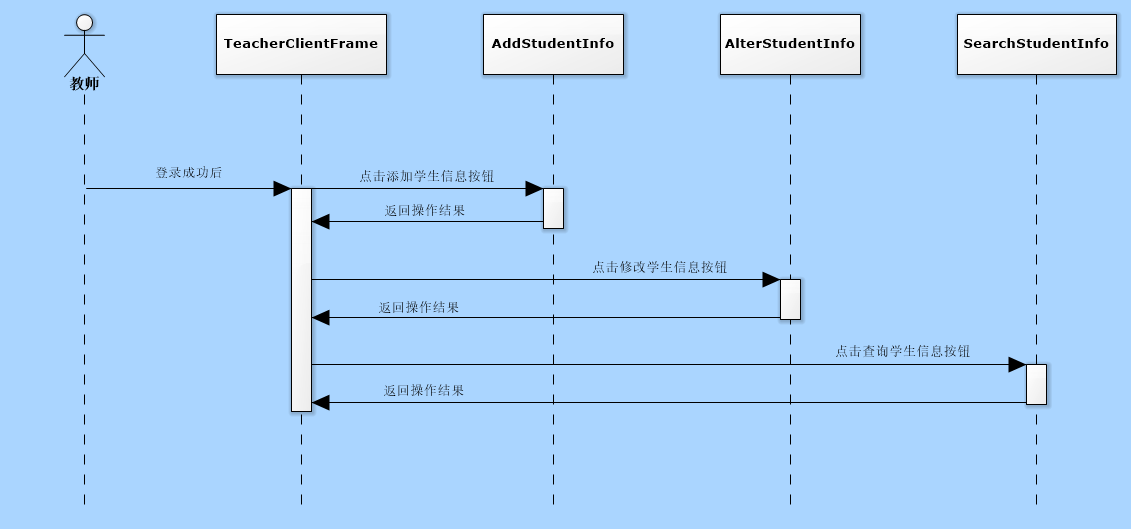 教师
TeacherClientFrame
AddStudentInfo
AlterStudentInfo
SearchStudentInfo
登录成功后
点击添加学生信息按钮
返回操作结果
点击修改学生信息按钮
返回操作结果
点击查询学生信息按钮
返回操作结果